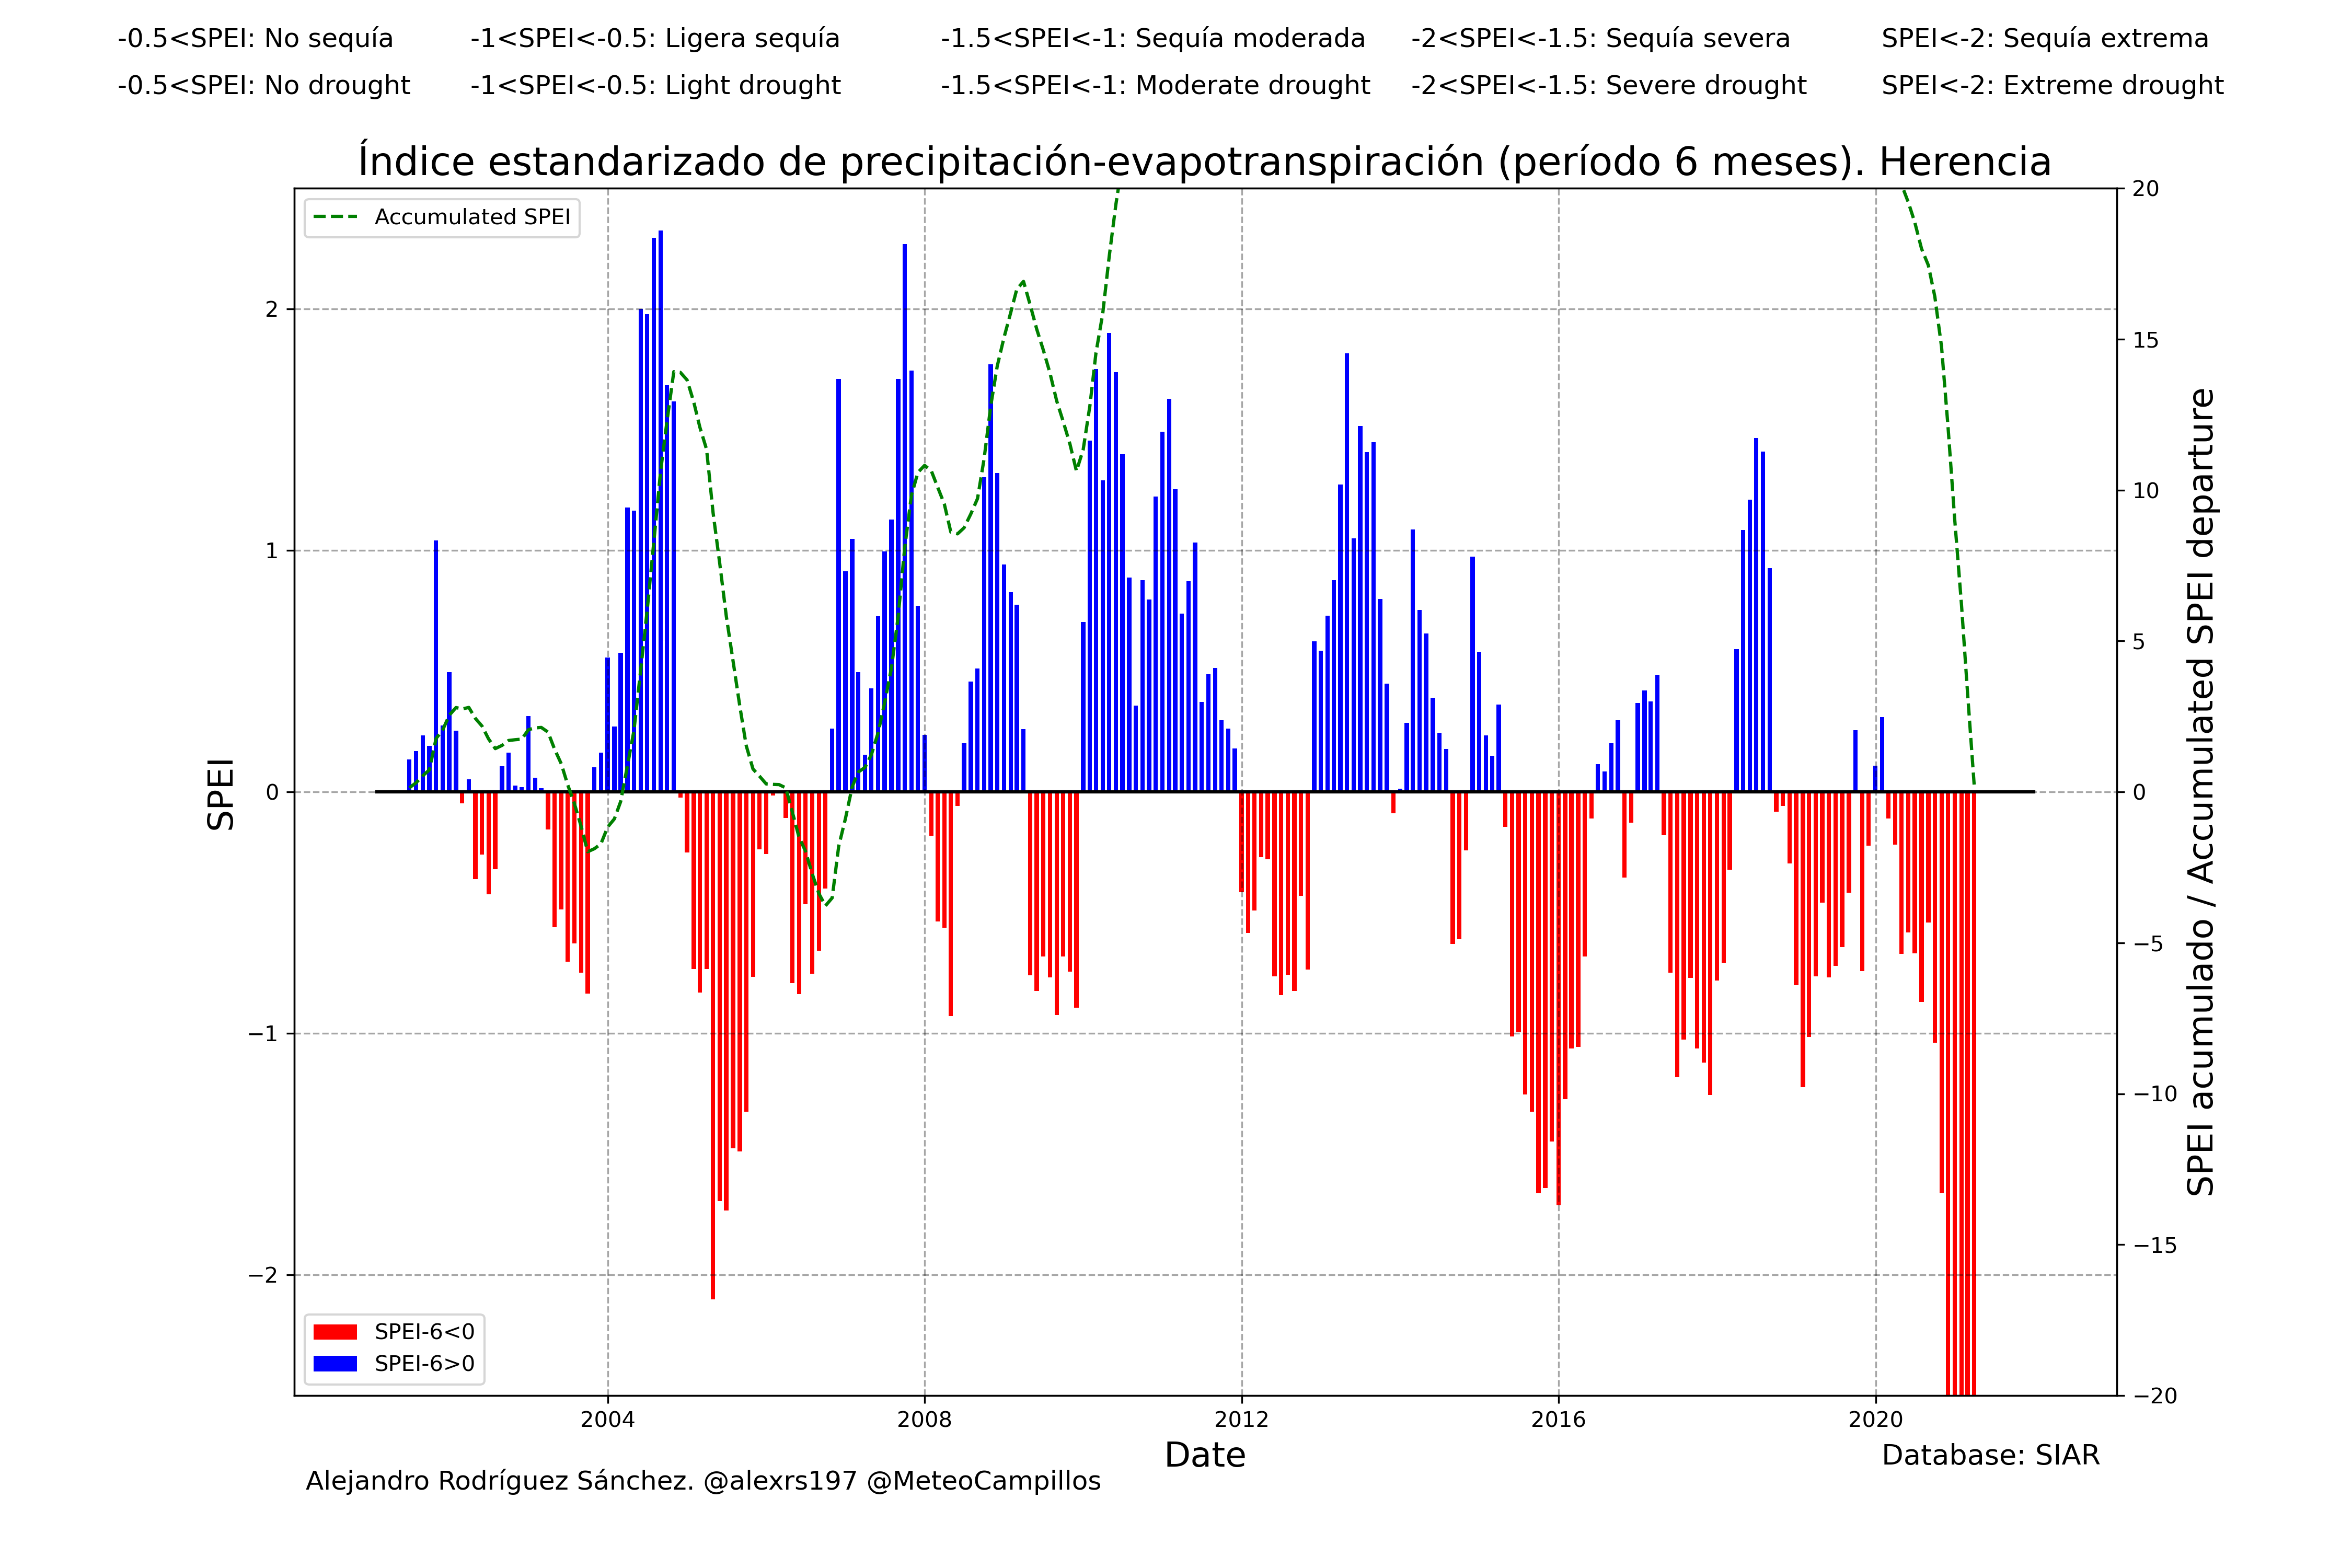 -0.5<SPEI: No sequía -1<SPEI<-0.5: Ligera sequía -1.5<SPEI<-1: Sequía moderada -2<SPEI<-1.5: Sequía severa SPEI<-2: Sequía extrema
-0.5<SPEI: No drought -1<SPEI<-0.5: Light drought -1.5<SPEI<-1: Moderate drought -2<SPEI<-1.5: Severe drought SPEI<-2: Extreme drought
Índice estandarizado de precipitación-evapotranspiración (período 6 meses). Herencia
Accumulated SPEI
2
1
0
−1
−2
SPEI
20
15
10
5
0
−5
−10
−15
−20
SPEI acumulado / Accumulated SPEI departure
SPEI-6<0
SPEI-6>0
2004 2008 2012 2016 2020
Date
Database: SIAR
Alejandro Rodríguez Sánchez. @alexrs197 @MeteoCampillos